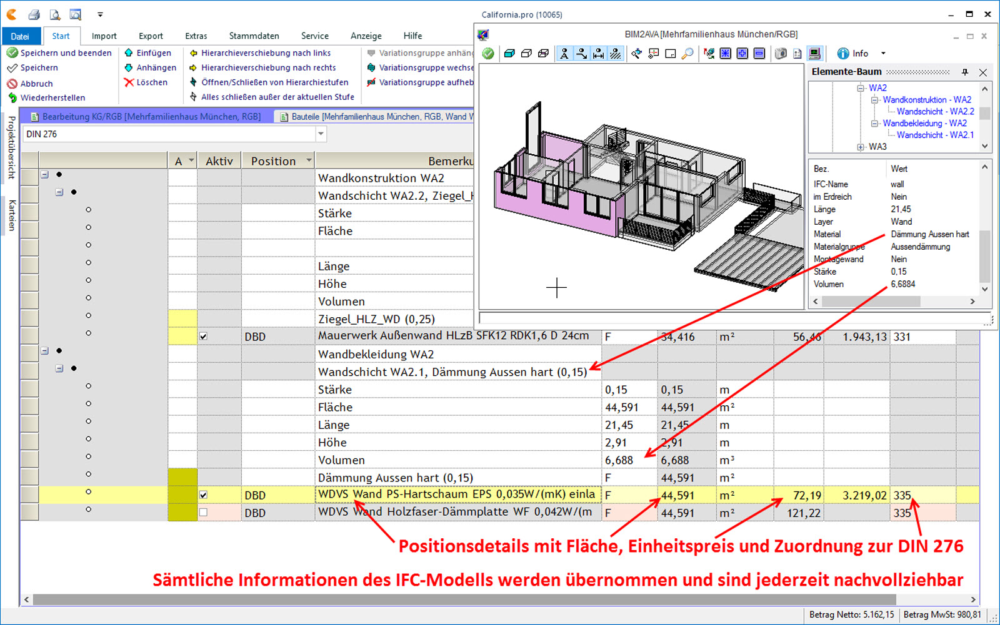 California.pro (10065)
Datei Start Import Export Extras Stammdaten Service Anzeige Hilfe
Speichern und beenden
Speichern
Abbruch
Wiederherstellen
Einfügen
Anhängen
Löschen
Hierarchieverschiebung nach links
Hierarchieverschiebung nach rechts
Öffnen/Schließen von Hierarchiestufen
Alles schließen außer der aktuellen Stufe
Variationsgruppe anhäng
Variationsgruppe wechse
Variationsgruppe aufheb
Projektübersicht
Karteien
Bearbeitung KG/RGB [Mehrfamilienhaus München, RGB]
Bauteile [Mehrfamilienhaus München, RGB, Wand W
DIN 276
A Aktiv Position Bemerku
Wandkonstruktion WA2
Wandschicht WA2.2, Ziegel_H
Stärke
Fläche
Länge
Höhe
Volumen
Ziegel_HLZ_WD (0,25)
DBD Mauerwerk Außenwand HLzB SFK12 RDK1,6 D 24cm F 34,416 m² 56,46 1.943,13 331
Wandbekleidung WA2
Wandschicht WA2.1, Dämmung Aussen hart (0,15)
Stärke 0,15 0,15 m
Fläche 44,591 44,591 m²
Länge 21,45 21,45 m
Höhe 2,91 2,91 m
Volumen 6,688 6,688 m³
Dämmung Aussen hart (0,15) F 44,591 m²
DBD WDVS Wand PS-Hartschaum EPS 0,035W/(mK) einla F 44,591 m² 72,19 3.219,02 335
DBD WDVS Wand Holzfaser-Dämmplatte WF 0,042W/(m F 44,591 m² 121,22 335
BIM2AVA [Mehrfamilienhaus München/RGB]
Info
Elemente-Baum
WA2
Wandkonstruktion - WA2
Wandschicht - WA2.2
Wandbekleidung - WA2
Wandschicht - WA2.1
WA3
Bez. Wert
IFC-Name wall
im Erdreich Nein
Länge 21,45
Layer Wand
Material Dämmung Aussen hart
Materialgruppe Aussendämmung
Montagewand Nein
Stärke 0,15
Volumen 6,6884
Positionsdetails mit Fläche, Einheitspreis und Zuordnung zur DIN 276
Sämtliche Informationen des IFC-Modells werden übernommen und sind jederzeit nachvollziehbar
Betrag Netto: 5.162,15 Betrag MwSt: 980,81